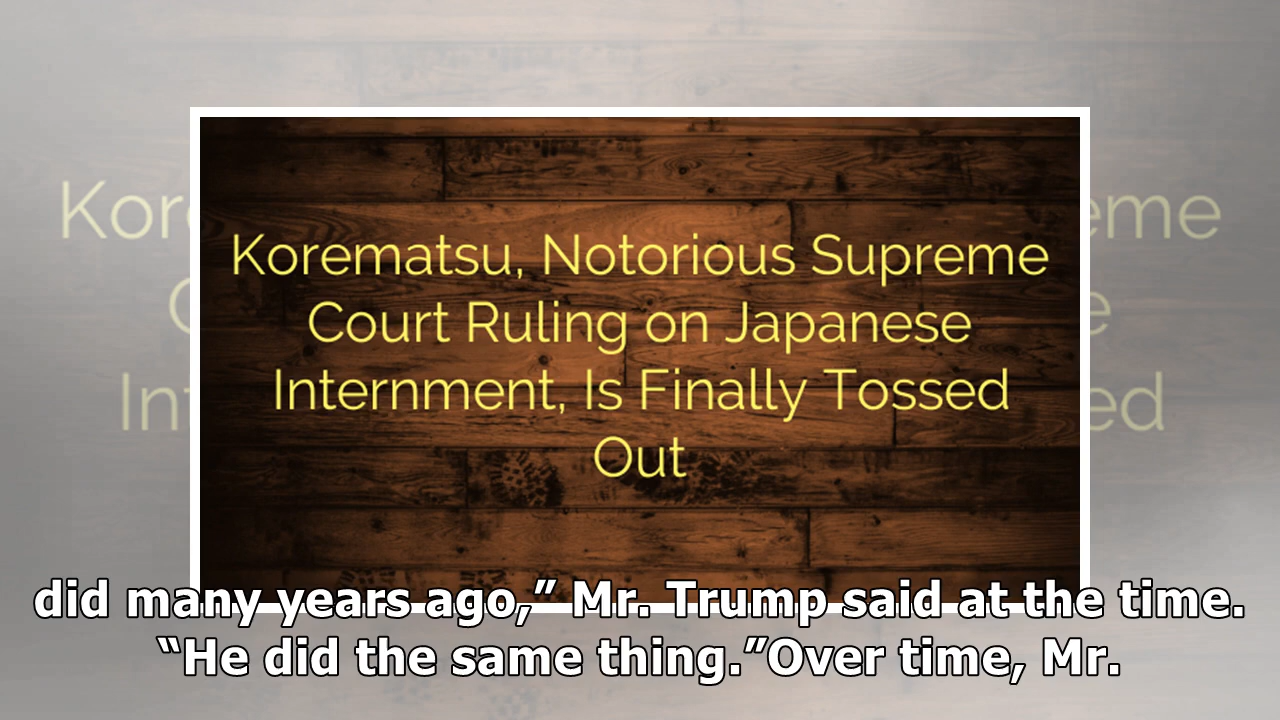 Korematsu, Notorious Supreme
Court Ruling on Japanese
Internment, Is Finally Tossed
Out
did many years ago,” Mr. Trump said at the time.
“He did the same thing.”Over time, Mr.